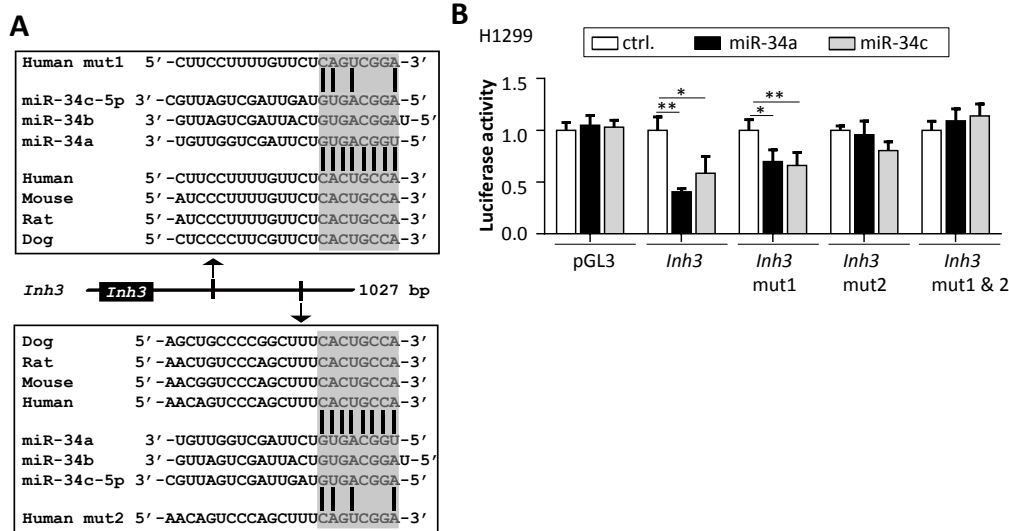 A
Human mut1 5′-CUUCCUUUUGUUCUCAGUCGGA-3′
miR-34c-5p 3′-CGUUAGUCGAUUGAUGUGACGGA-5′
miR-34b 3′-GUUAGUCGAUUACUGUGACGGAU-5′
miR-34a 3′-UGUUGGUCGAUUCUGUGACGGU-5′
Human 5′-CUUCCUUUUGUUCUCACUGCCA-3′
Mouse 5′-AUCCCUUUUGUUCUCACUGCCA-3′
Rat 5′-AUCCCUUUUGUUCUCACUGCCA-3′
Dog 5′-CUCCCCUUCGUUCUCACUGCCA-3′
Inh3 Inh3 1027 bp
Dog 5′-AGCUGCCCCGGCUUUCACUGCCA-3′
Rat 5′-AACUGUCCCAGCUUUCACUGCCA-3′
Mouse 5′-AACGGUCCCAGCUUUCACUGCCA-3′
Human 5′-AACAGUCCCAGCUUUCACUGCCA-3′
miR-34a 3′-UGUUGGUCGAUUCUGUGACGGU-5′
miR-34b 3′-GUUAGUCGAUUACUGUGACGGAU-5′
miR-34c-5p 3′-CGUUAGUCGAUUGAUGUGACGGA-5′
Human mut2 5′-AACAGUCCCAGCUUUCAGUCGGA-3′
B
H1299
ctrl. miR-34a miR-34c
Luciferase activity
1.5
1.0
0.5
0.0
** *
* **
pGL3
Inh3
Inh3 mut1
Inh3 mut2
Inh3 mut1 & 2